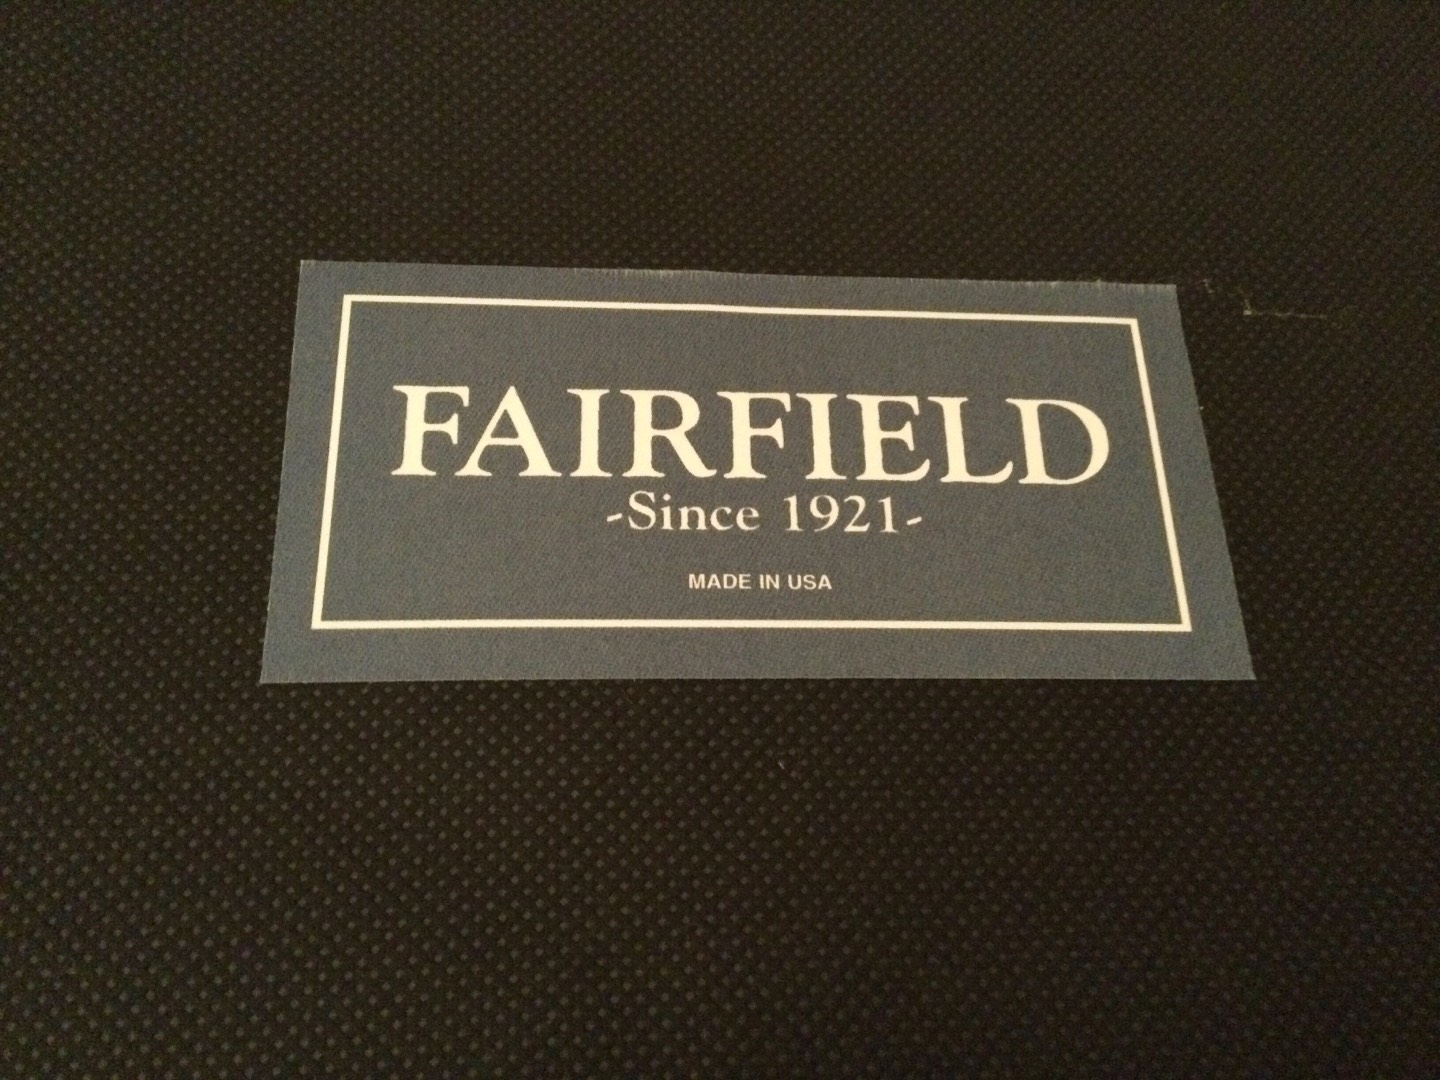 FAIRFIELD
-Since 1921-
MADE IN USA